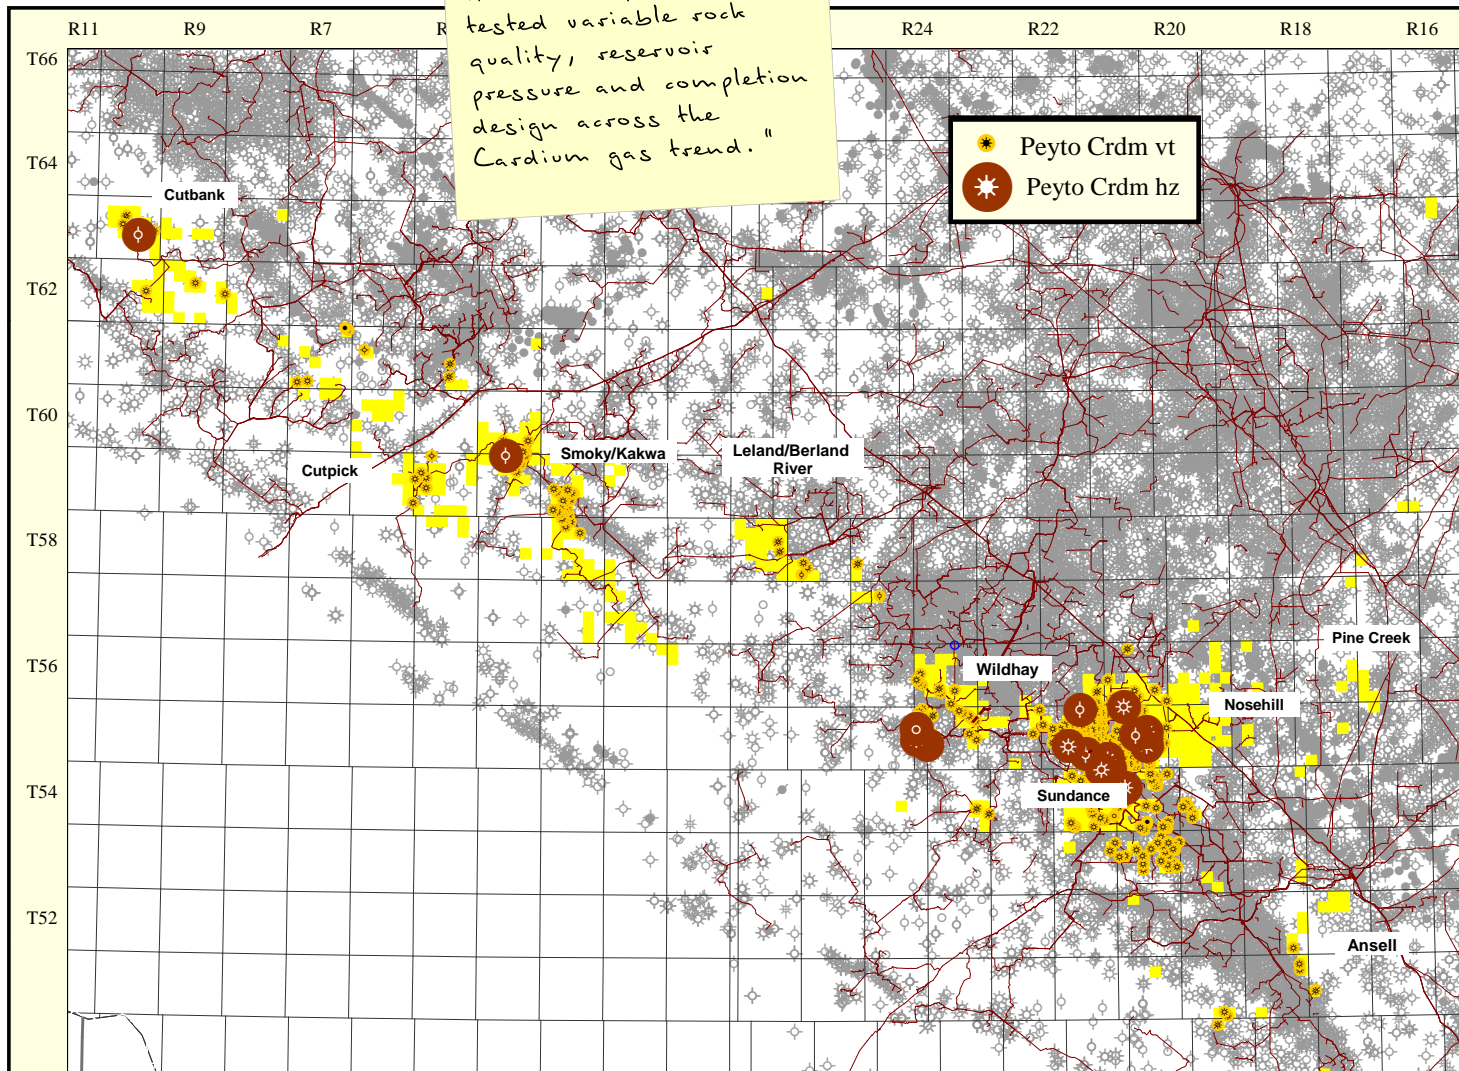 tested variable rock
quality, reservoir
pressure and completion
design across the
Cardium gas trend."
R11 R9 R7 R24 R22 R20 R18 R16
T66
T64
T62
T60
T58
T56
T54
T52
Peyto Crdm vt
Peyto Crdm hz
Cutbank
Cutpick
Smoky/Kakwa
Leland/Berland
River
Wildhay
Pine Creek
Nosehill
Sundance
Ansell